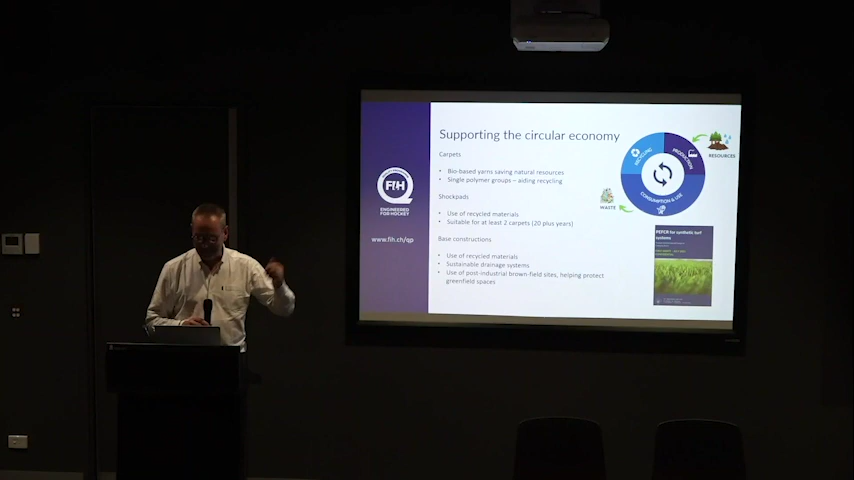 FIH
ENGINEERED
FOR HOCKEY
www.fih.ch/qp
Supporting the circular economy
Carpets
• Bio-based yarns saving natural resources
• Single polymer groups – aiding recycling
Shockpads
• Use of recycled materials
• Suitable for at least 2 carpets (20 plus years)
Base constructions
• Use of recycled materials
• Sustainable drainage systems
• Use of post-industrial brown-field sites, helping protect
greenfield spaces
RECYCLING
PRODUCTION
RESOURCES
CONSUMPTION & USE
WASTE
PEFCR for synthetic turf
systems